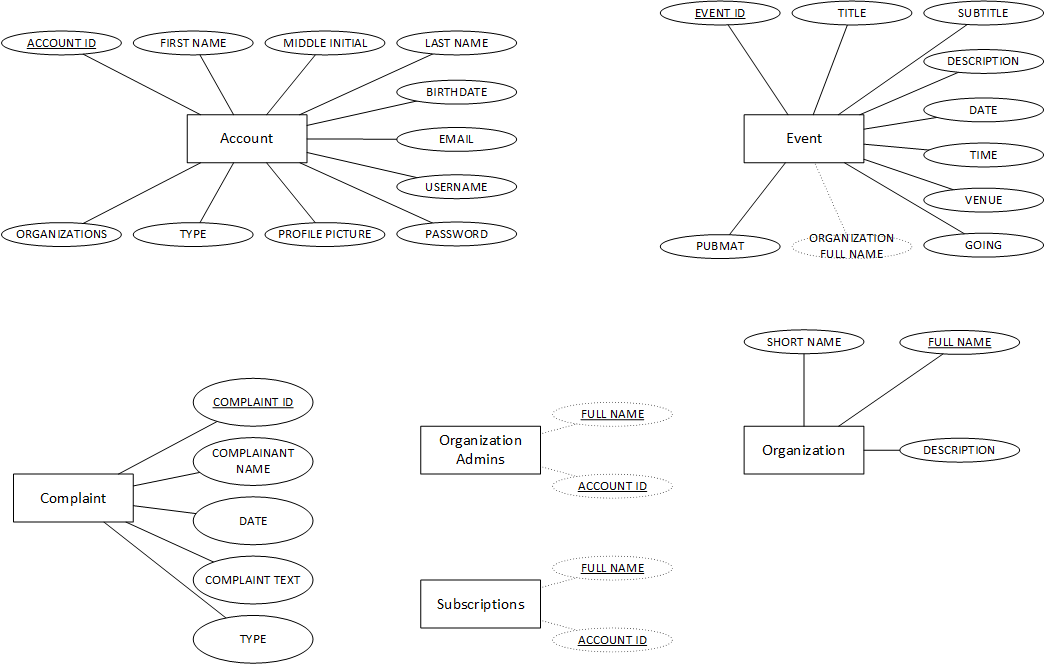 ACCOUNT ID
FIRST NAME
MIDDLE INITIAL
LAST NAME
BIRTHDATE
Account
EMAIL
USERNAME
ORGANIZATIONS
TYPE
PROFILE PICTURE
PASSWORD
EVENT ID
TITLE
SUBTITLE
DESCRIPTION
DATE
Event
TIME
VENUE
PUBMAT
ORGANIZATION
FULL NAME
GOING
COMPLAINT ID
COMPLAINANT
NAME
Complaint
DATE
COMPLAINT TEXT
TYPE
FULL NAME
Organization
Admins
ACCOUNT ID
FULL NAME
Subscriptions
ACCOUNT ID
SHORT NAME
FULL NAME
Organization
DESCRIPTION